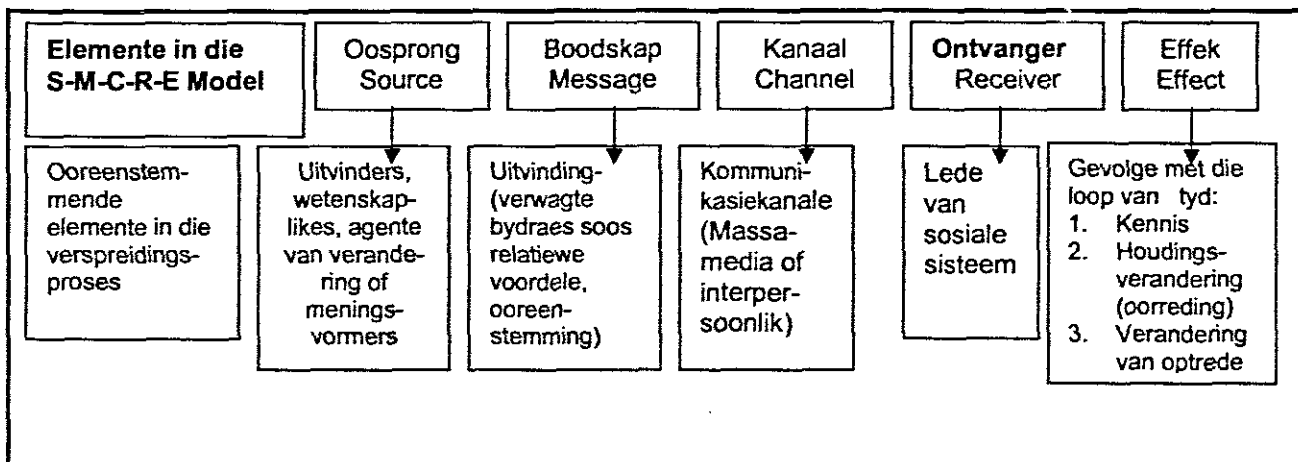 Elemente in die
S-M-C-R-E Model
Oosprong
Source
Boodskap
Message
Kanaal
Channel
Ontvanger
Receiver
Effek
Effect
Ooreenstem-
mende
elemente in die
verspreidings-
proses
Uitvinders,
wetenskap-
likes, agente
van verande-
ring of
menings-
vormers
Uitvinding-
(verwagte
bydraes soos
relatiewe
voordele,
ooreen-
stemming)
Kommuni-
kasiekanale
(Massa-
media of
interper-
soonlik)
Lede
van
sosiale
sisteem
Gevolge met die
loop van tyd:
1. Kennis
2. Houdings-
verandering
(oorreding)
3. Verandering
van optrede